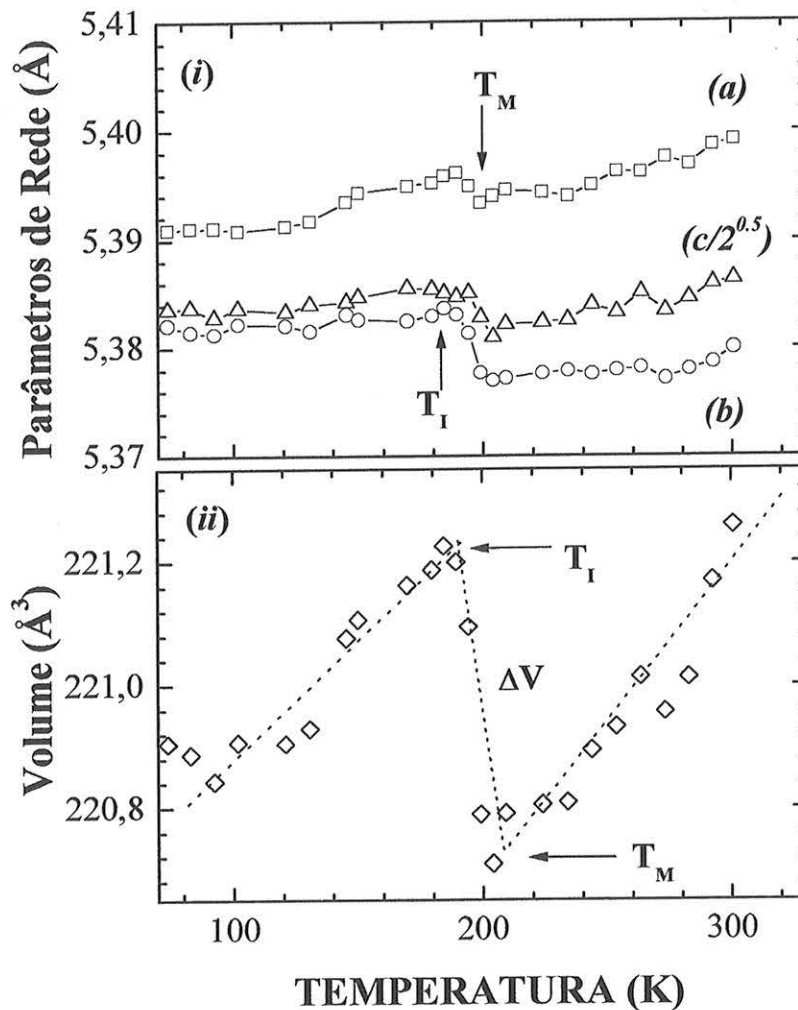 5,41
5,40
5,39
5,38
5,37
Parâmetros de Rede (Å)
(i)
T_M
(a)
(c/2^0.5)
T_I
(b)
(ii)
221,2
221,0
220,8
Volume (Å³)
T_I
ΔV
T_M
100
200
300
TEMPERATURA (K)